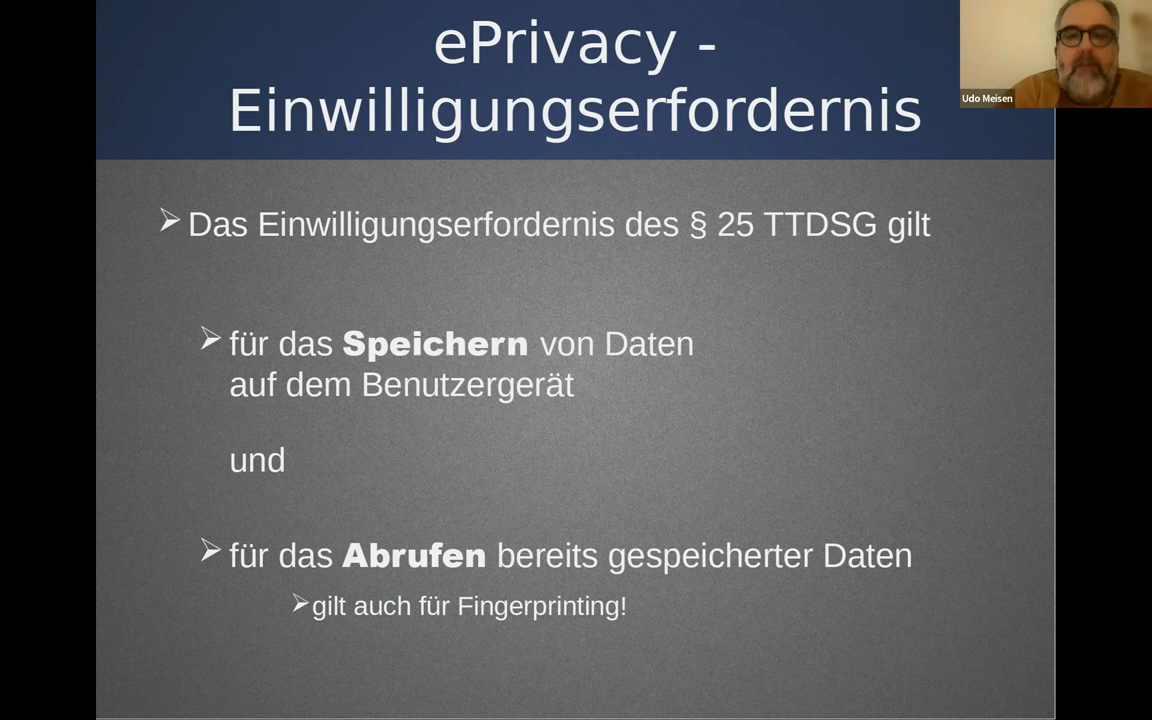 ePrivacy -
Einwilligungserfordernis
Udo Meisen
Das Einwilligungserfordernis des § 25 TTDSG gilt
für das Speichern von Daten
auf dem Benutzergerät
und
für das Abrufen bereits gespeicherter Daten
gilt auch für Fingerprinting!